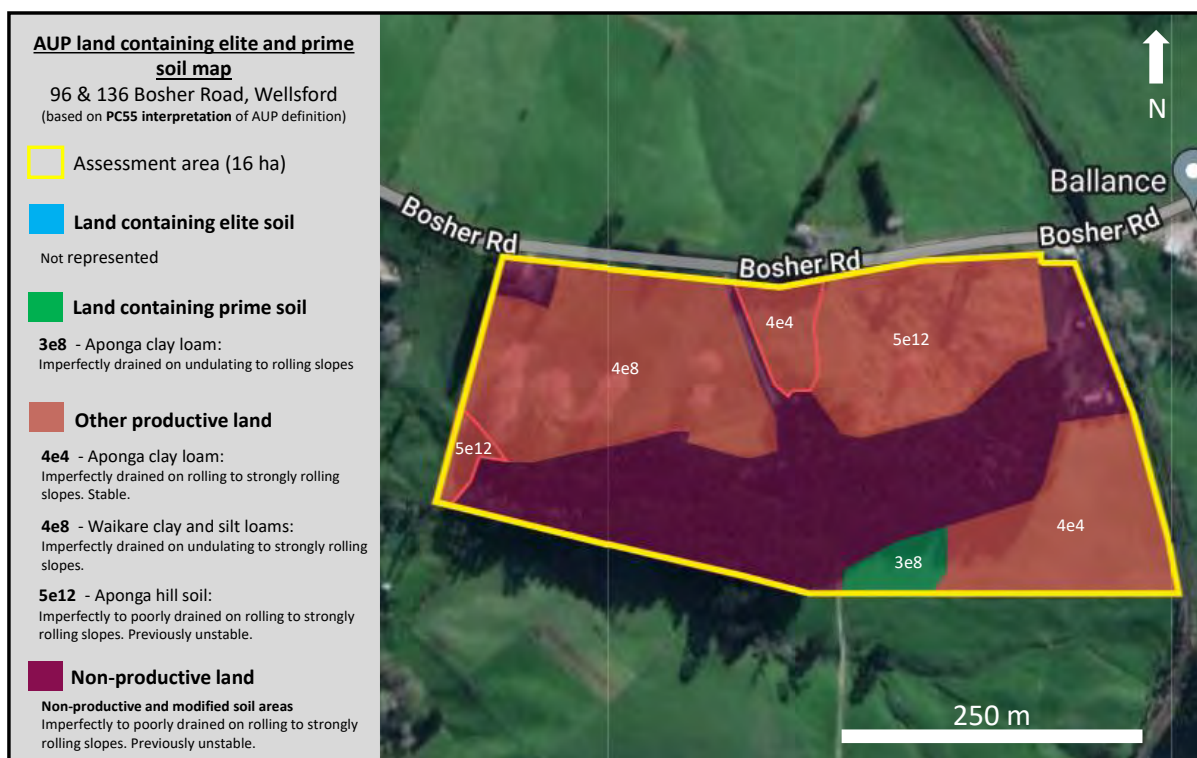 AUP land containing elite and prime
soil map
96 & 136 Bosher Road, Wellsford
(based on PC55 interpretation of AUP definition)
Assessment area (16 ha)
Land containing elite soil
Not represented
Land containing prime soil
3e8 - Aponga clay loam:
Imperfectly drained on undulating to rolling slopes
Other productive land
4e4 - Aponga clay loam:
Imperfectly drained on rolling to strongly rolling
slopes. Stable.
4e8 - Waikare clay and silt loams:
Imperfectly drained on undulating to strongly rolling
slopes.
5e12 - Aponga hill soil:
Imperfectly to poorly drained on rolling to strongly
rolling slopes. Previously unstable.
Non-productive land
Non-productive and modified soil areas
Imperfectly to poorly drained on rolling to strongly
rolling slopes. Previously unstable.
N
Ballance
Bosher Rd
Bosher Rd
Bosher Rd
4e4
5e12
4e8
5e12
4e4
3e8
250 m